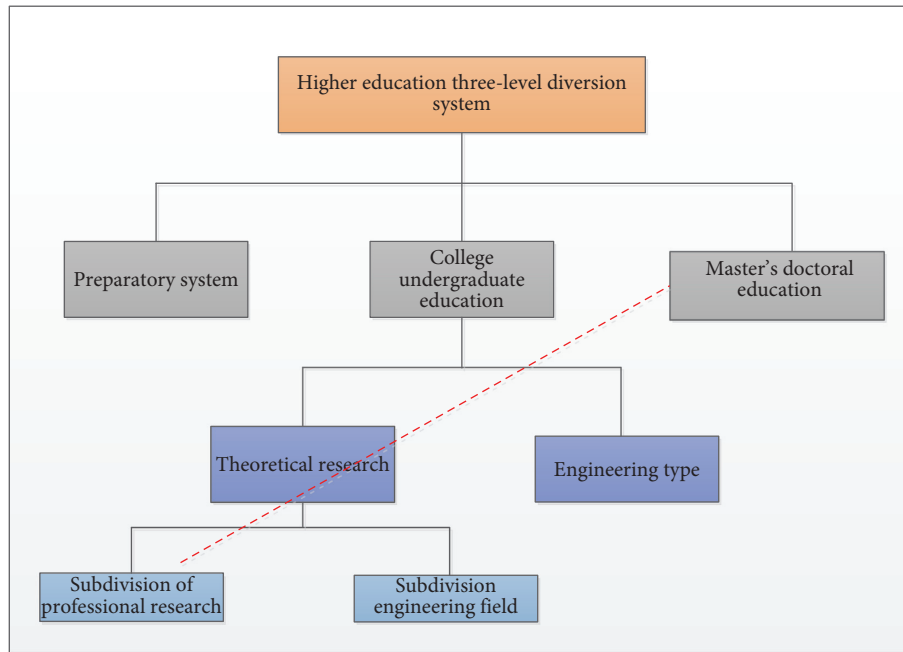 Higher education three-level diversion
system
Preparatory system
College
undergraduate
education
Master’s doctoral
education
Theoretical research
Engineering type
Subdivision of
professional research
Subdivision
engineering field